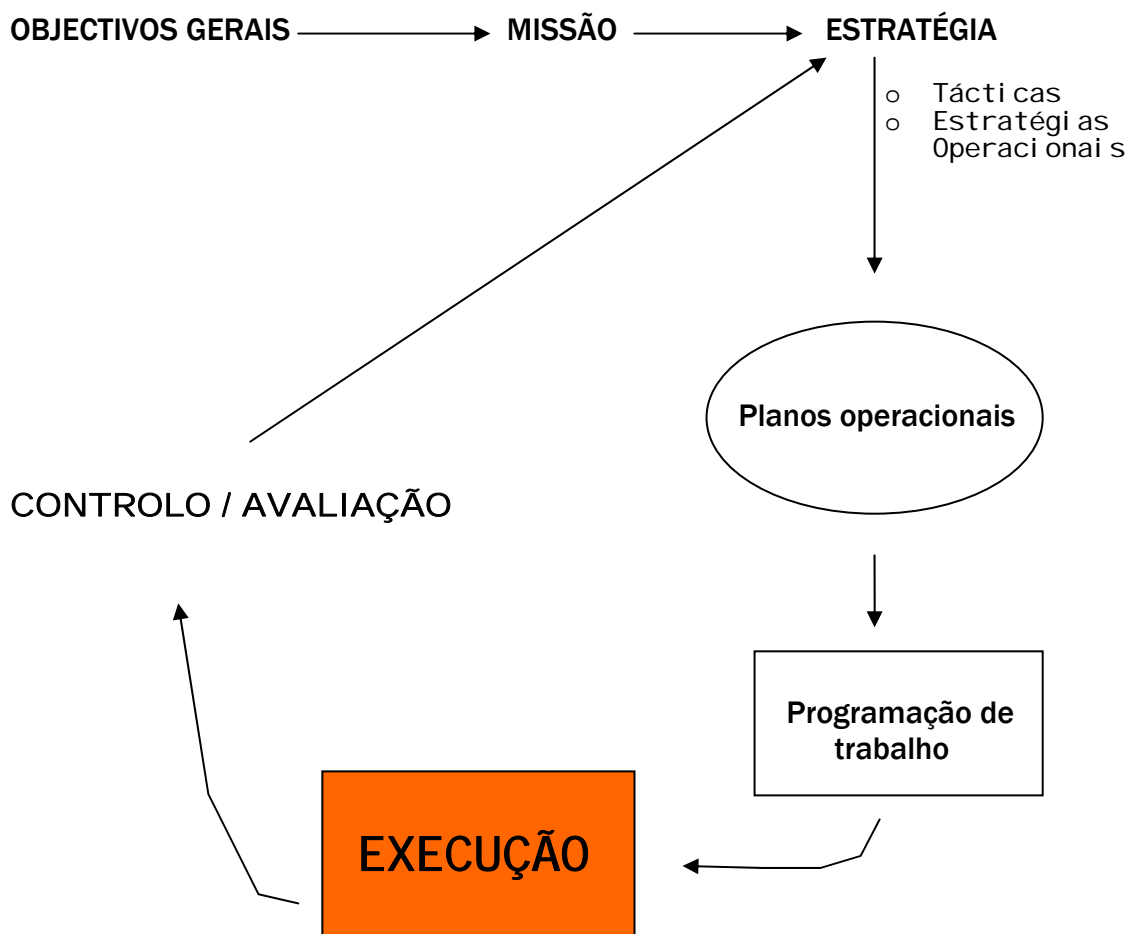 OBJECTIVOS GERAIS MISSÃO ESTRATÉGIA
o Tácticas
o Estratégias
Operacionais
Planos operacionais
CONTROLO / AVALIAÇÃO
Programação de
trabalho
EXECUÇÃO